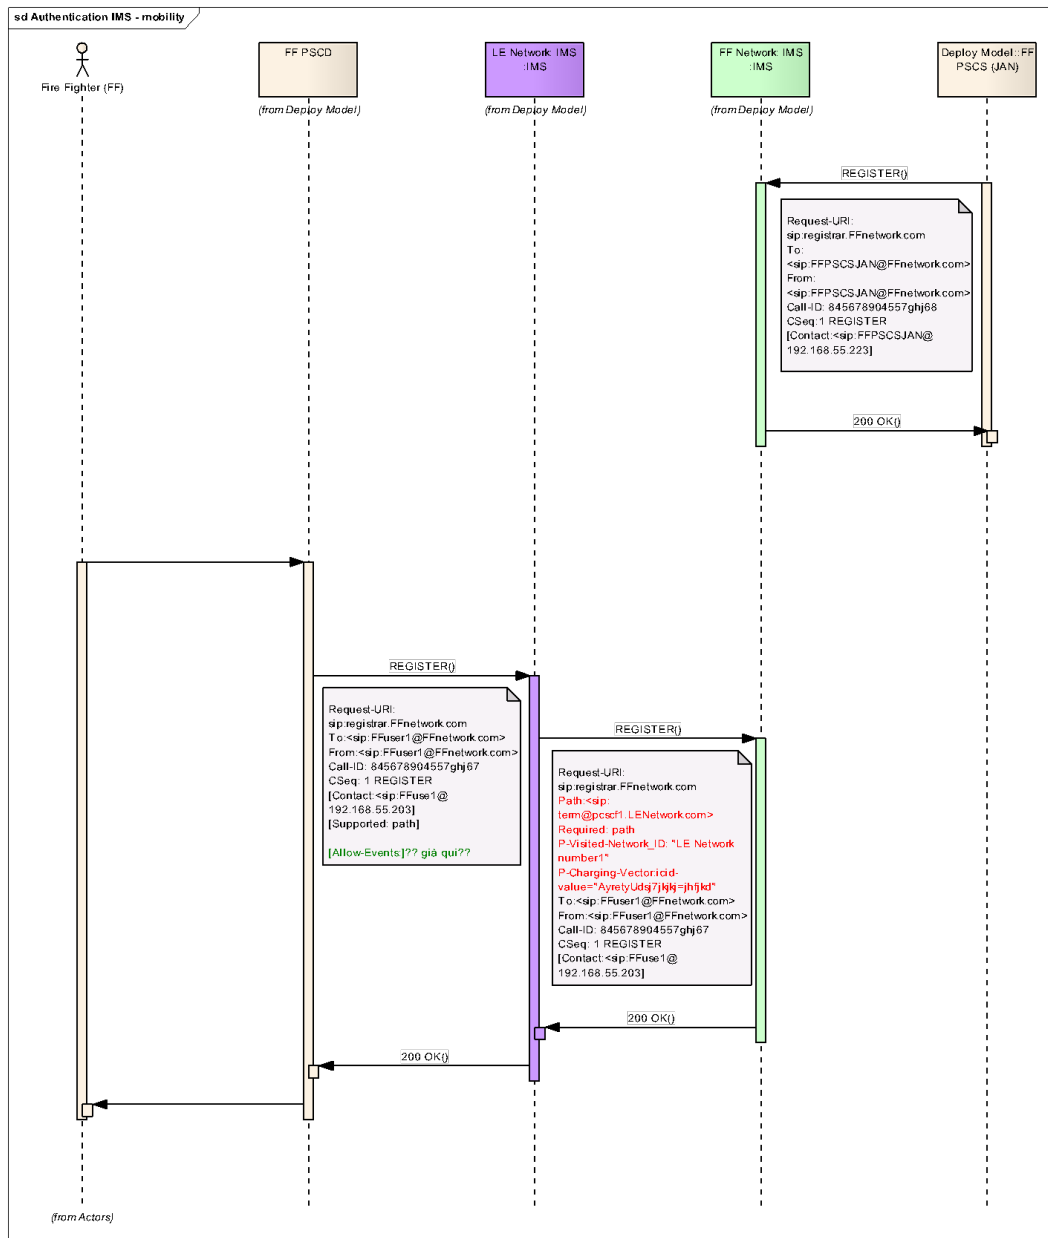 sd Authentication IMS - mobility
Fire Fighter (FF)
FF PSCD
(from Deploy Model)
LE Network: IMS
:IMS
(from Deploy Model)
FF Network: IMS
:IMS
(from Deploy Model)
Deploy Model::FF
PSCS (JAN)
REGISTER()
Request-URI:
sip:registrar.FFnetwork.com
To:
<sip:FFPSCSJAN@FFnetwork.com>
From:
<sip:FFPSCSJAN@FFnetwork.com>
Call-ID: 845678904557ghj68
CSeq:1 REGISTER
[Contact:<sip:FFPSCSJAN@
192.168.55.223]
200 OK()
REGISTER()
Request-URI:
sip:registrar.FFnetwork.com
To:<sip:FFuser1@FFnetwork.com>
From:<sip:FFuser1@FFnetwork.com>
Call-ID: 845678904557ghj67
CSeq: 1 REGISTER
[Contact:<sip:FFuse1@
192.168.55.203]
[Supported: path]
[Allow-Events:]?? già qui??
REGISTER()
Request-URI:
sip:registrar.FFnetwork.com
Path:<sip:
term@pcscf1.LENetwork.com>
Required: path
P-Visited-Network_ID: "LE Network
number1"
P-Charging-Vector:icid-
value="AyretyUdsj7jkjkj=jhfjkd"
To:<sip:FFuser1@FFnetwork.com>
From:<sip:FFuser1@FFnetwork.com>
Call-ID: 845678904557ghj67
CSeq: 1 REGISTER
[Contact:<sip:FFuse1@
192.168.55.203]
200 OK()
200 OK()
(from Actors)